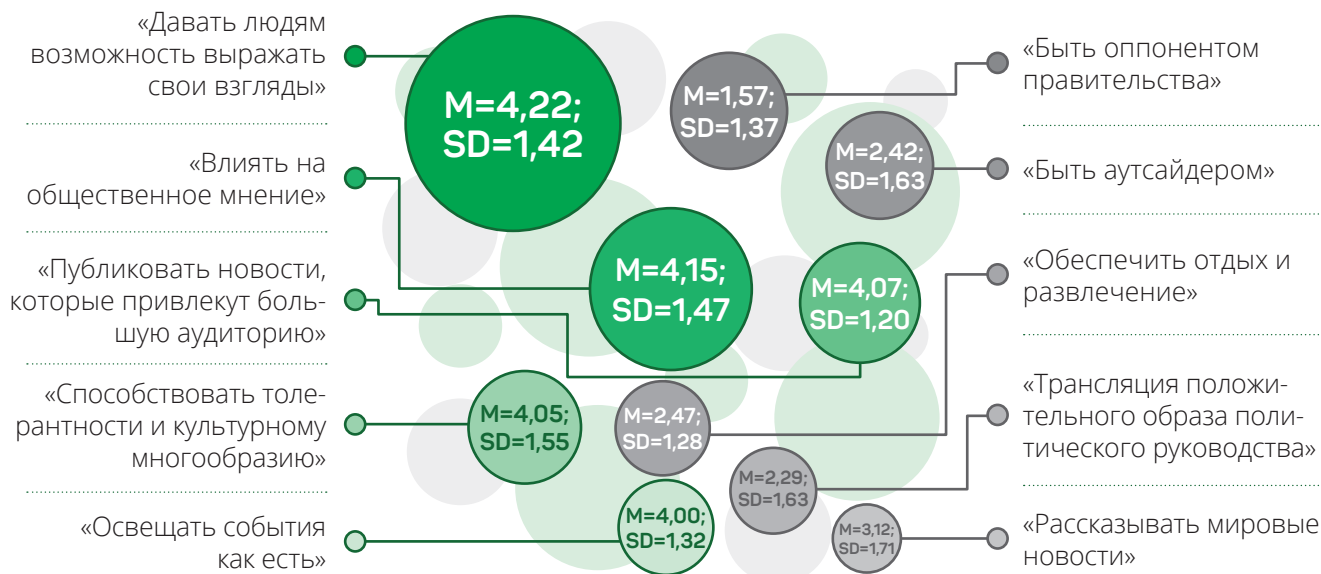 «Давать людям
возможность выражать
свои взгляды»
«Влиять на
общественное мнение»
«Публиковать новости,
которые привлекут боль-
шую аудиторию»
«Способствовать толе-
рантности и культурному
многообразию»
«Освещать события
как есть»
M=4,22;
SD=1,42
M=4,15;
SD=1,47
M=4,07;
SD=1,20
M=4,05;
SD=1,55
M=4,00;
SD=1,32
M=1,57;
SD=1,37
M=2,42;
SD=1,63
M=2,47;
SD=1,28
M=2,29;
SD=1,63
M=3,12;
SD=1,71
«Быть оппонентом
правительства»
«Быть аутсайдером»
«Обеспечить отдых и
развлечение»
«Трансляция положи-
тельного образа поли-
тического руководства»
«Рассказывать мировые
новости»